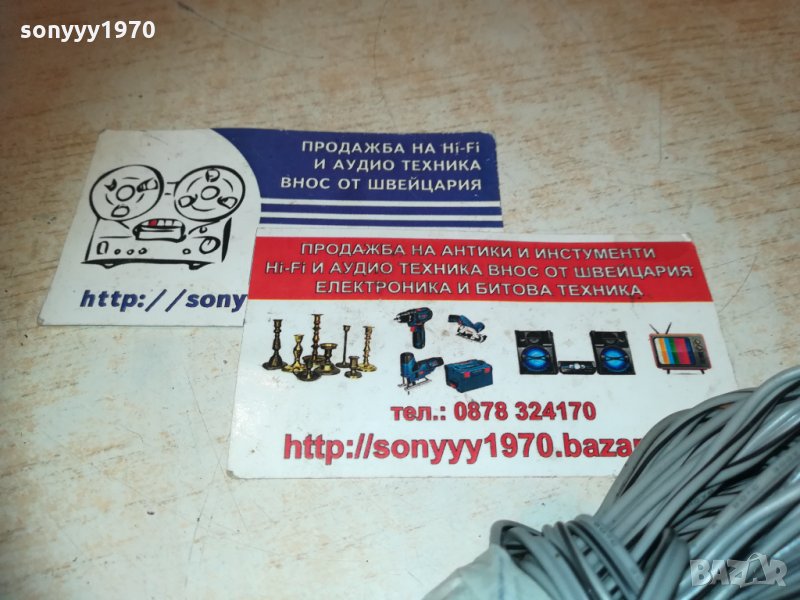 sonyyy1970
ПРОДАЖБА НА Hi-Fi
И АУДИО ТЕХНИКА
ВНОС ОТ ШВЕЙЦАРИЯ
http://sony
ПРОДАЖБА НА АНТИКИ И ИНСТУМЕНТИ
Hi-Fi И АУДИО ТЕХНИКА ВНОС ОТ ШВЕЙЦАРИЯ
ЕЛЕКТРОНИКА И БИТОВА ТЕХНИКА
тел.: 0878 324170
http://sonyyy1970.bazar
BAZAR